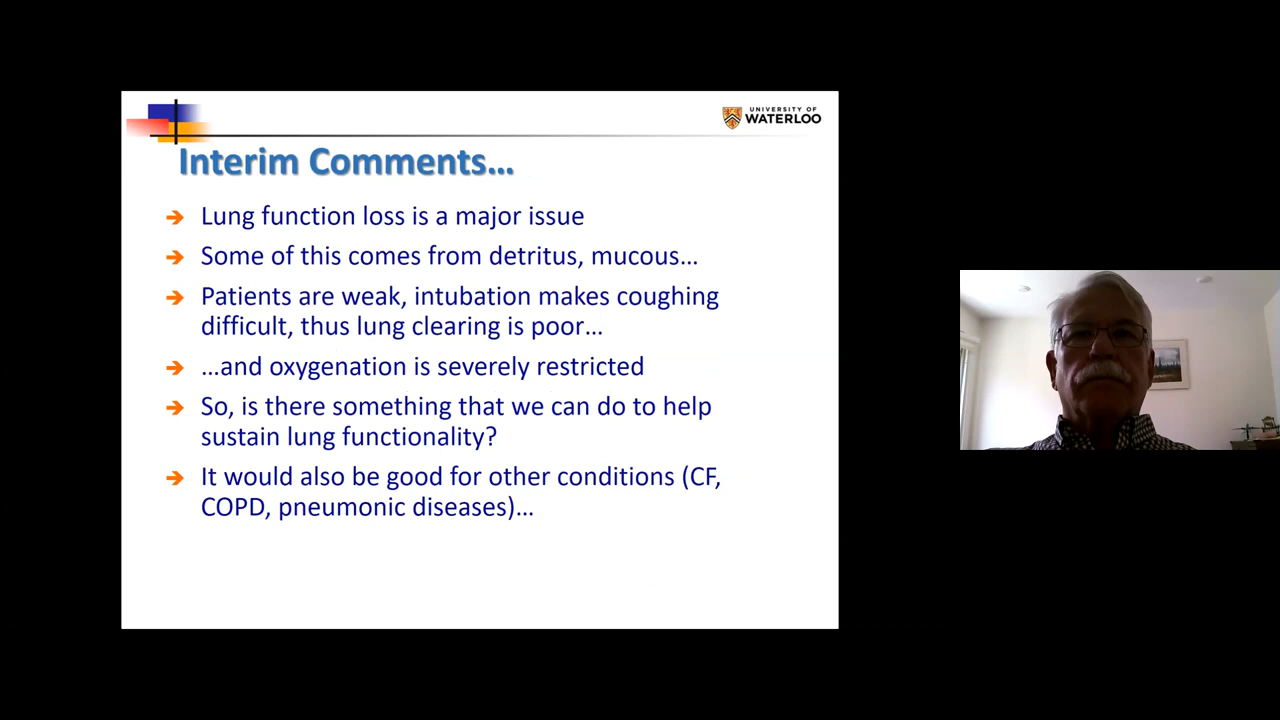 UNIVERSITY OF
WATERLOO
Interim Comments...
Lung function loss is a major issue
Some of this comes from detritus, mucous...
Patients are weak, intubation makes coughing
difficult, thus lung clearing is poor...
...and oxygenation is severely restricted
So, is there something that we can do to help
sustain lung functionality?
It would also be good for other conditions (CF,
COPD, pneumonic diseases)...